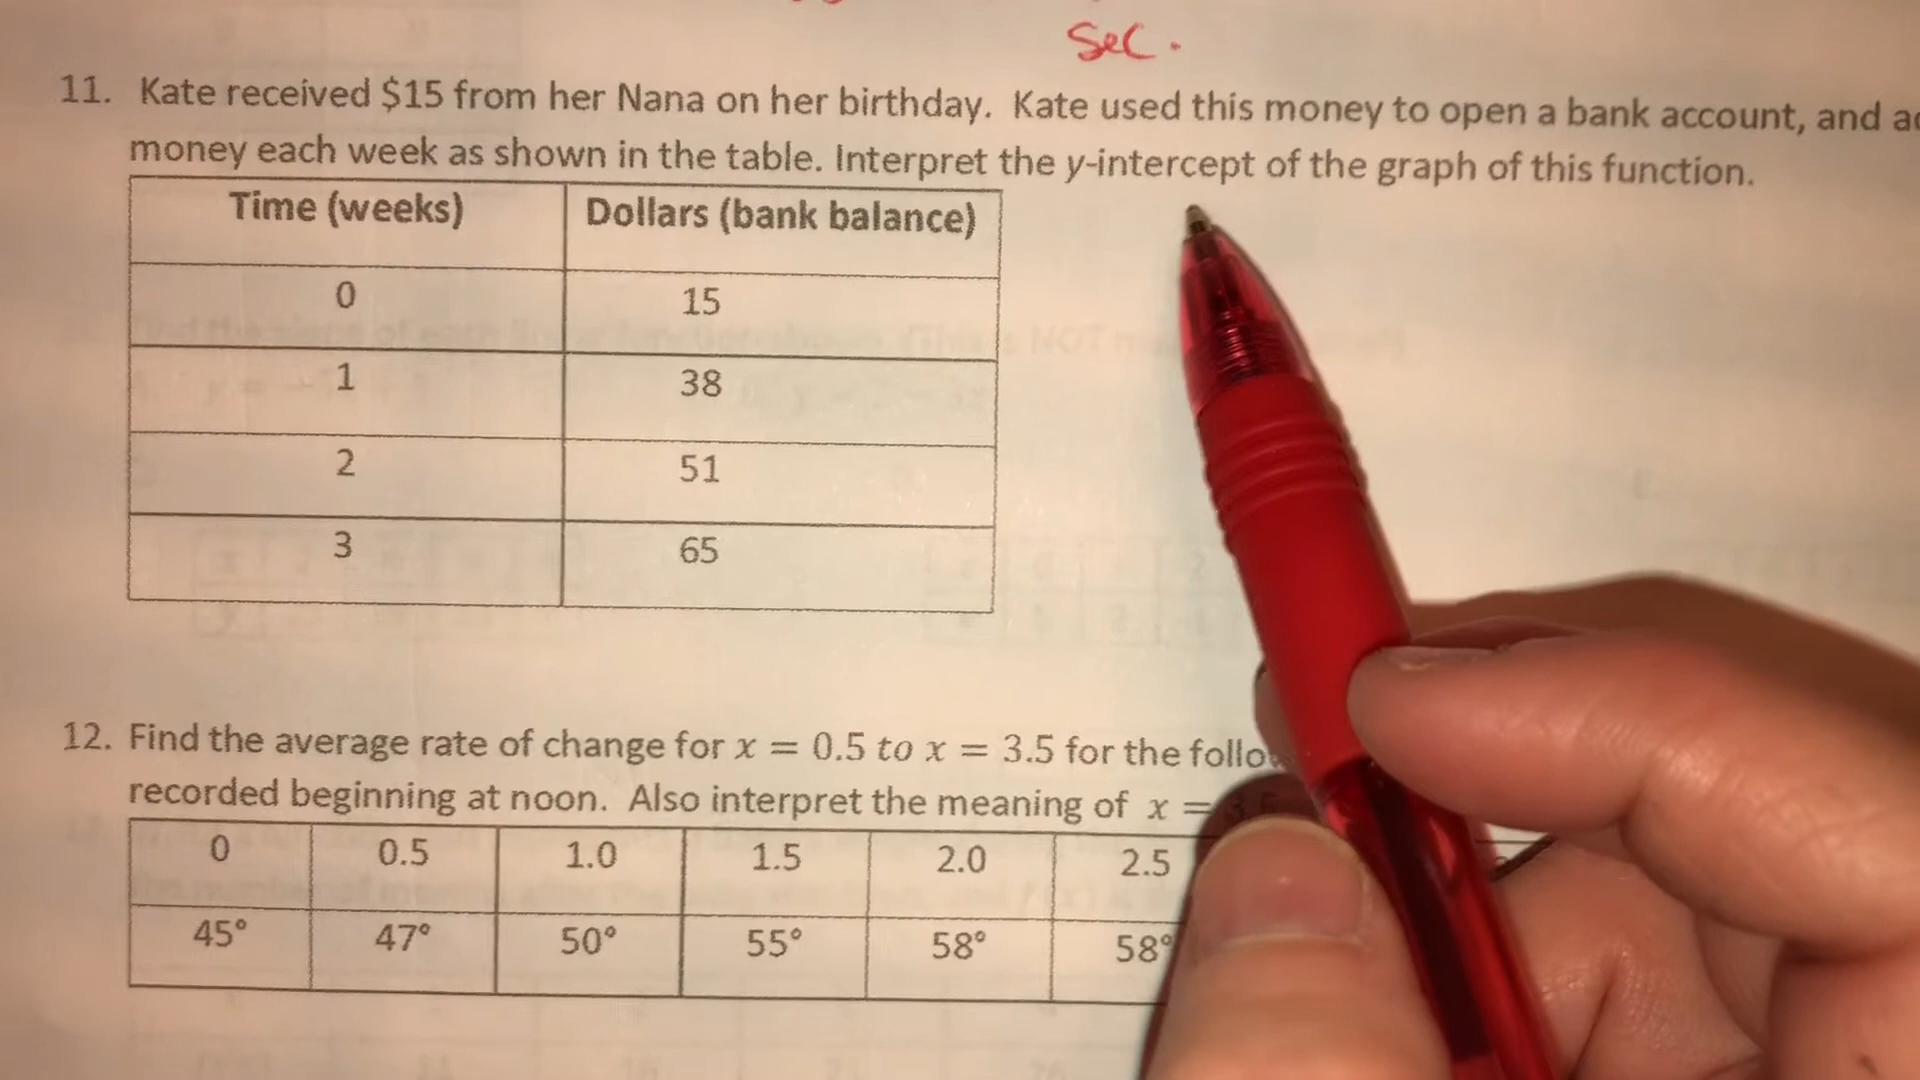 Sec.
11. Kate received $15 from her Nana on her birthday. Kate used this money to open a bank account, and
money each week as shown in the table. Interpret the y-intercept of the graph of this function.
Time (weeks) Dollars (bank balance)
0 15
1 38
2 51
3 65
12. Find the average rate of change for x = 0.5 to x = 3.5 for the
recorded beginning at noon. Also interpret the meaning of x =
0 0.5 1.0 1.5 2.0 2.5
45° 47° 50° 55° 58° 58°